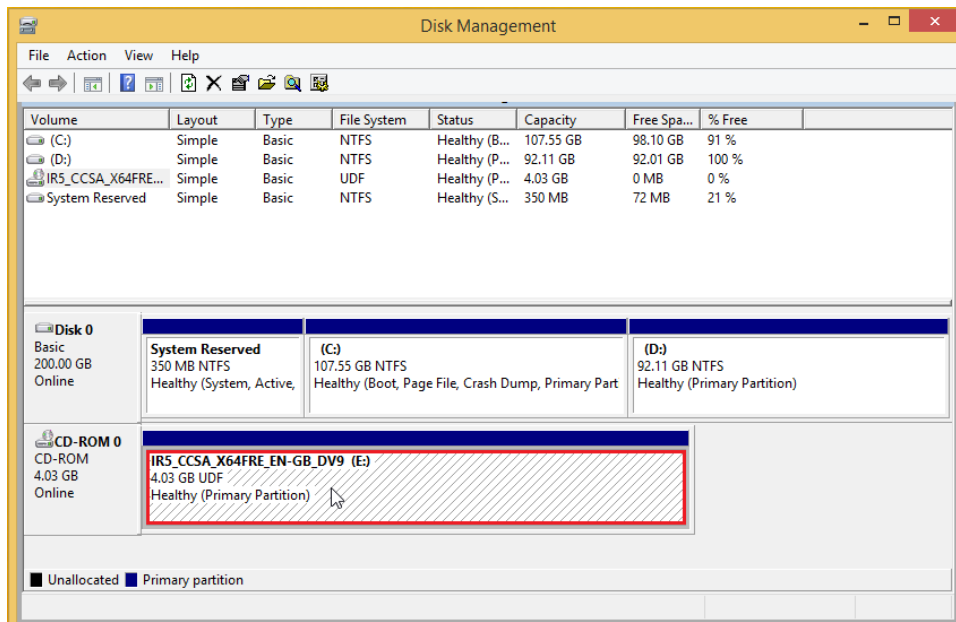 Disk Management
File Action View Help
Volume Layout Type File System Status Capacity Free Spa... % Free
(C:) Simple Basic NTFS Healthy (B... 107.55 GB 98.10 GB 91 %
(D:) Simple Basic NTFS Healthy (P... 92.11 GB 92.01 GB 100 %
IR5_CCSA_X64FRE... Simple Basic UDF Healthy (P... 4.03 GB 0 MB 0 %
System Reserved Simple Basic NTFS Healthy (S... 350 MB 72 MB 21 %
Disk 0
Basic
200.00 GB
Online
System Reserved
350 MB NTFS
Healthy (System, Active,
(C:)
107.55 GB NTFS
Healthy (Boot, Page File, Crash Dump, Primary Part
(D:)
92.11 GB NTFS
Healthy (Primary Partition)
CD-ROM 0
CD-ROM
4.03 GB
Online
IR5_CCSA_X64FRE_EN-GB_DV9 (E:)
4.03 GB UDF
Healthy (Primary Partition)
Unallocated Primary partition